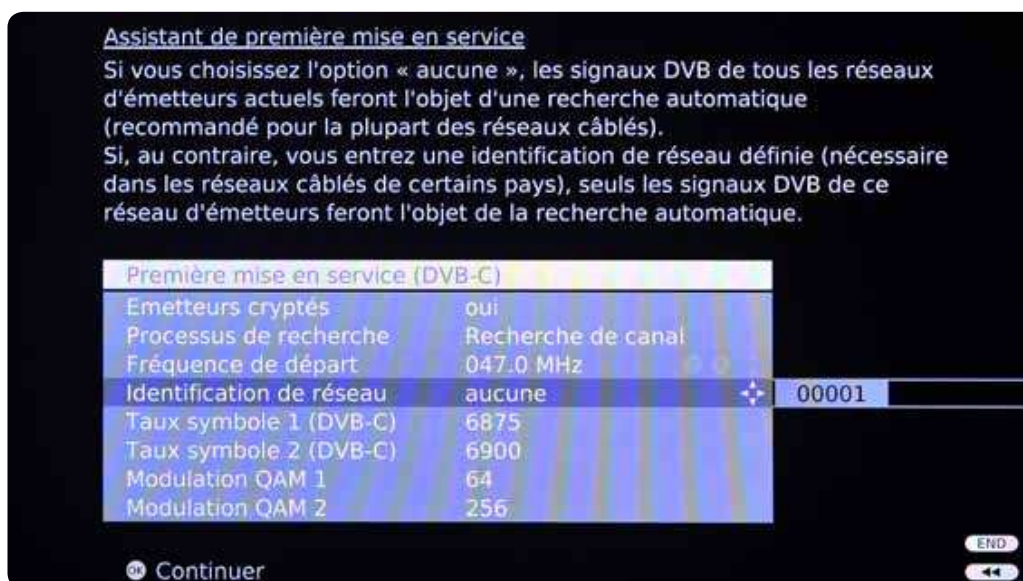 Assistant de première mise en service
Si vous choisissez l'option « aucune », les signaux DVB de tous les réseaux
d'émetteurs actuels feront l'objet d'une recherche automatique
(recommandé pour la plupart des réseaux câblés).
Si, au contraire, vous entrez une identification de réseau définie (nécessaire
dans les réseaux câblés de certains pays), seuls les signaux DVB de ce
réseau d'émetteurs feront l'objet de la recherche automatique.
Première mise en service (DVB-C)
Emetteurs cryptés oui
Processus de recherche Recherche de canal
Fréquence de départ 047.0 MHz
Identification de réseau aucune 00001
Taux symbole 1 (DVB-C) 6875
Taux symbole 2 (DVB-C) 6900
Modulation QAM 1 64
Modulation QAM 2 256
END
OK Continuer